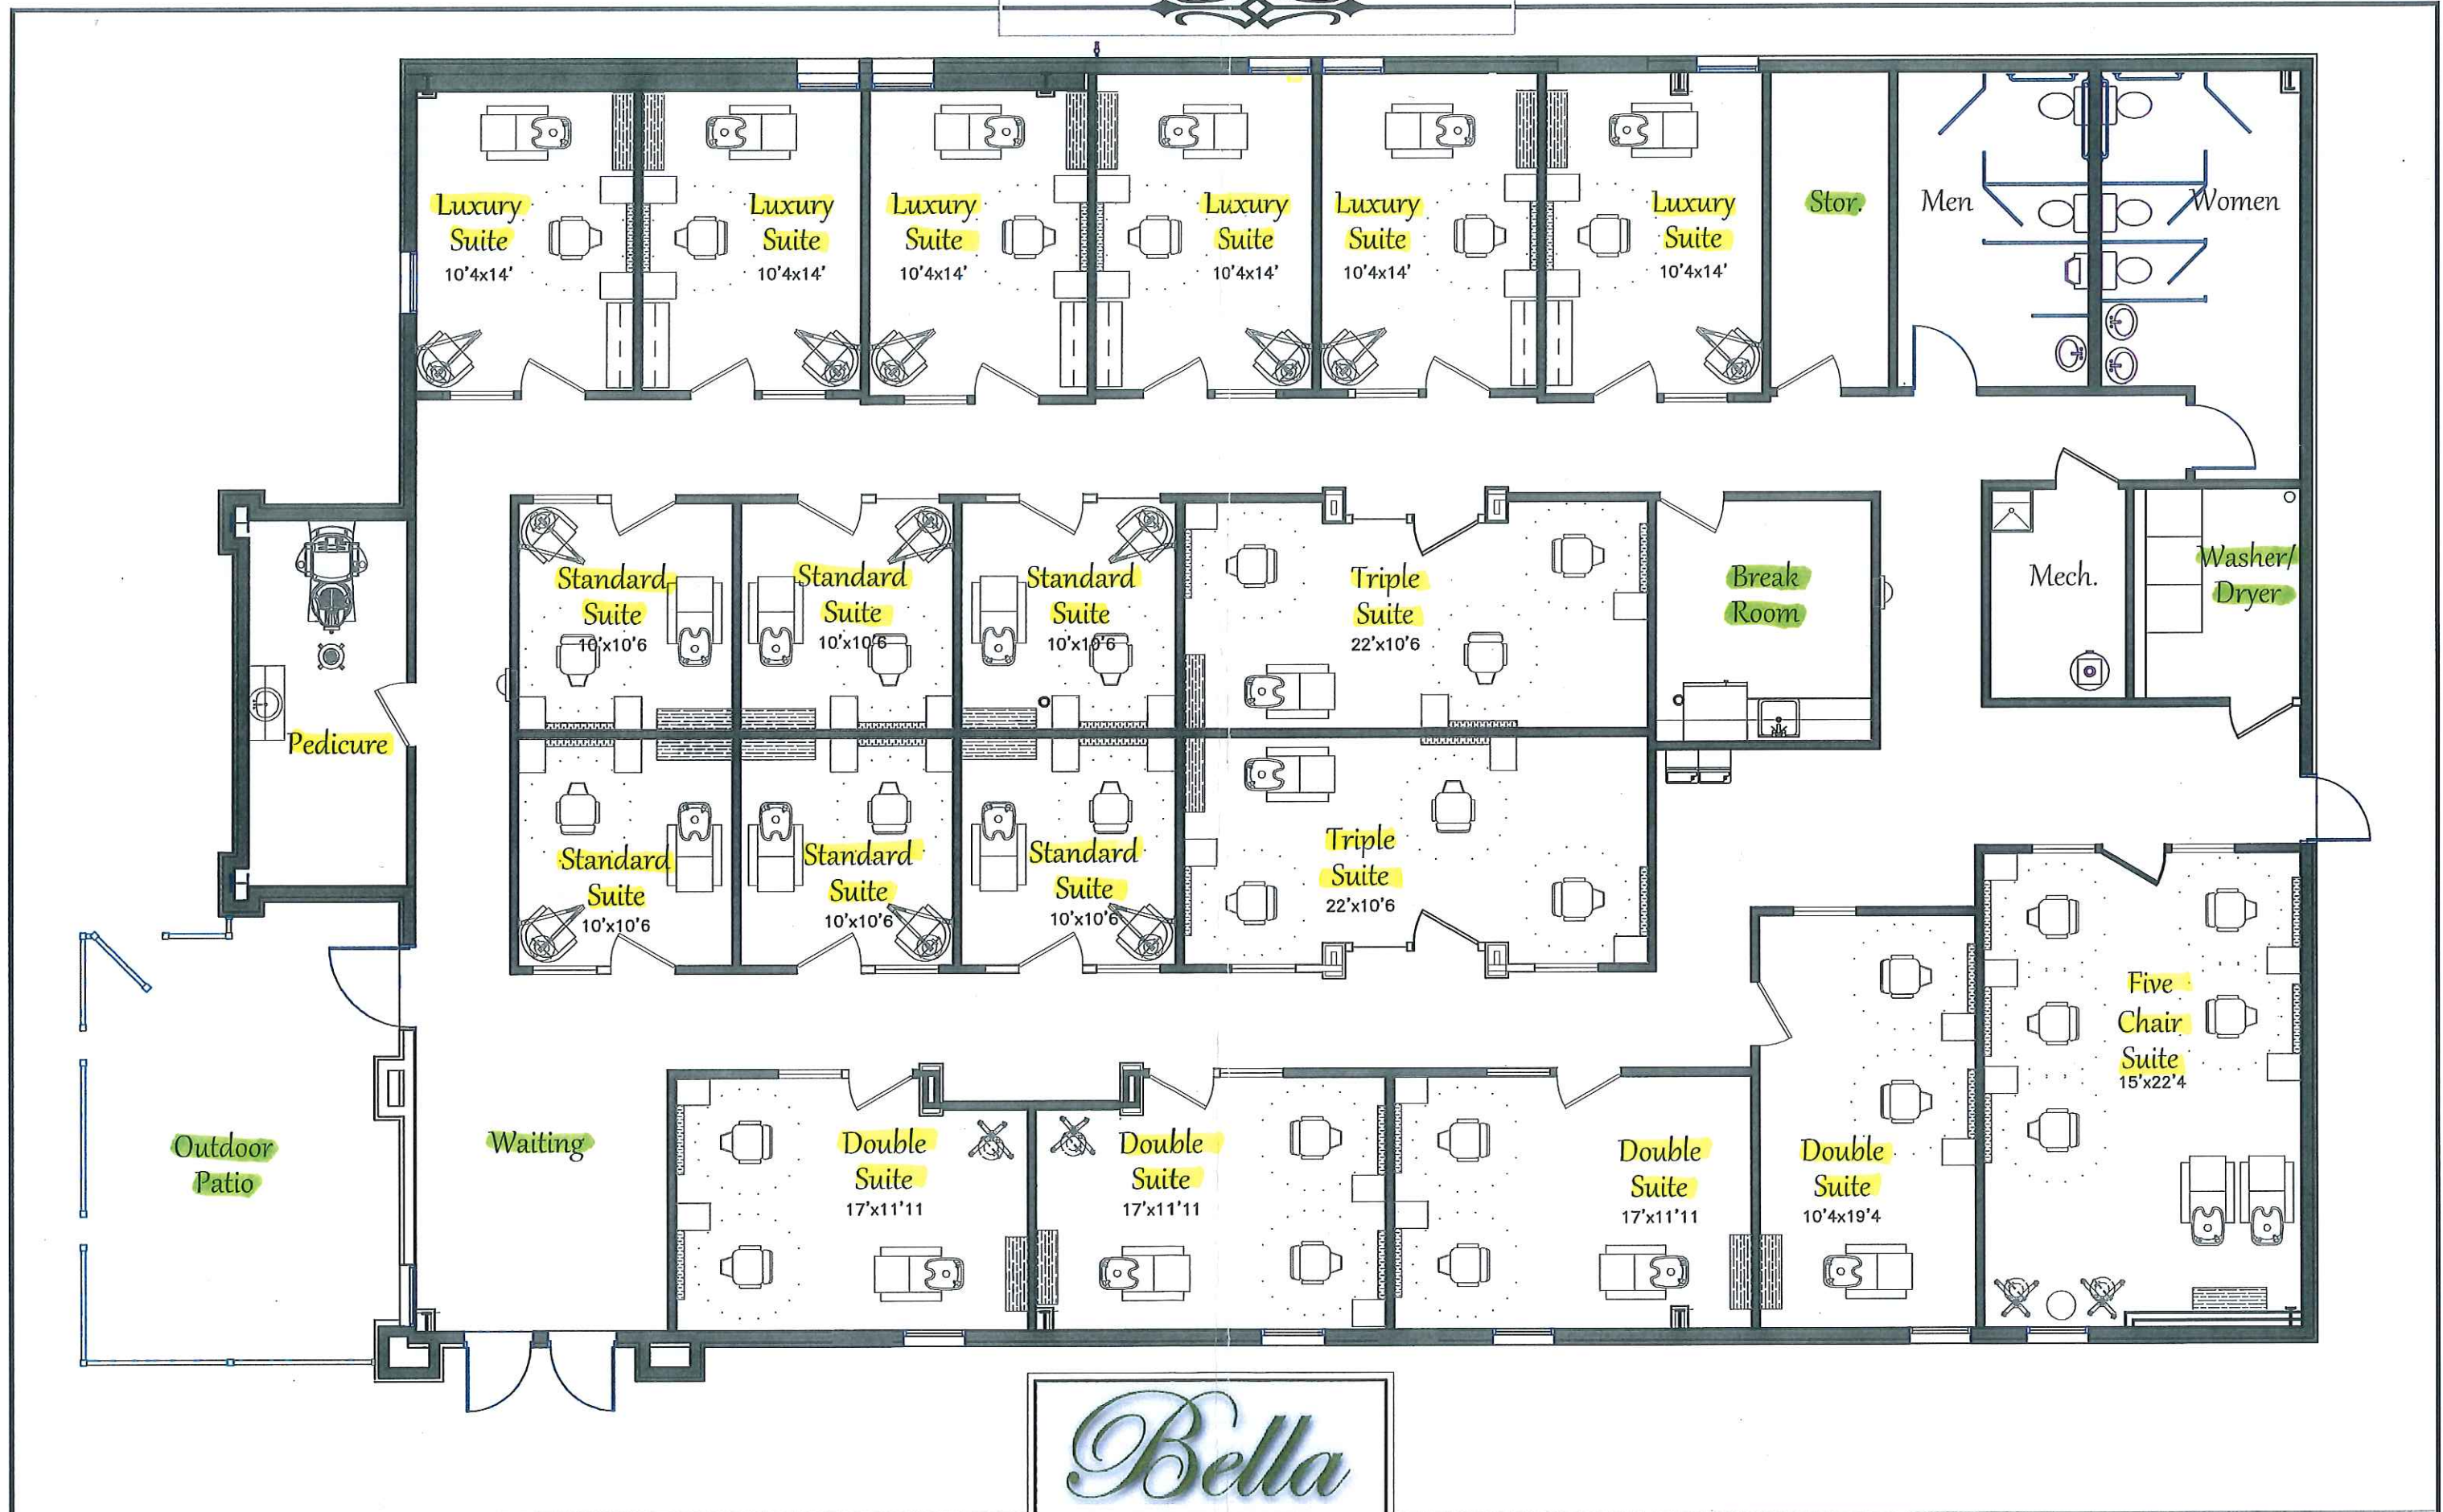 Luxury
Suite
10'4x14'
Luxury
Suite
10'4x14'
Luxury
Suite
10'4x14'
Luxury
Suite
10'4x14'
Luxury
Suite
10'4x14'
Luxury
Suite
10'4x14'
Stor.
Men
Women
Standard
Suite
10'x10'6
Standard
Suite
10'x10'6
Standard
Suite
10'x10'6
Triple
Suite
22'x10'6
Break
Room
Mech.
Washer/
Dryer
Pedicure
Standard
Suite
10'x10'6
Standard
Suite
10'x10'6
Standard
Suite
10'x10'6
Triple
Suite
22'x10'6
Five
Chair
Suite
15'x22'4
Outdoor
Patio
Waiting
Double
Suite
17'x11'11
Double
Suite
17'x11'11
Double
Suite
17'x11'11
Double
Suite
10'4x19'4
Bella